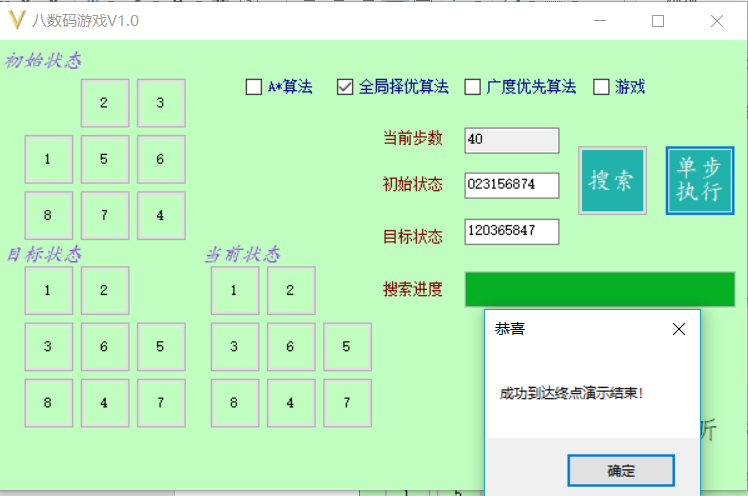 八数码游戏V1.0
初始状态
2 3
1 5 6
8 7 4
A*算法 全局择优算法 广度优先算法 游戏
当前步数 40
初始状态 023156874
目标状态 120365847
搜索进度
搜索
单步
执行
目标状态
1 2
3 6 5
8 4 7
当前状态
1 2
3 6 5
8 4 7
恭喜
成功到达终点演示结束!
确定